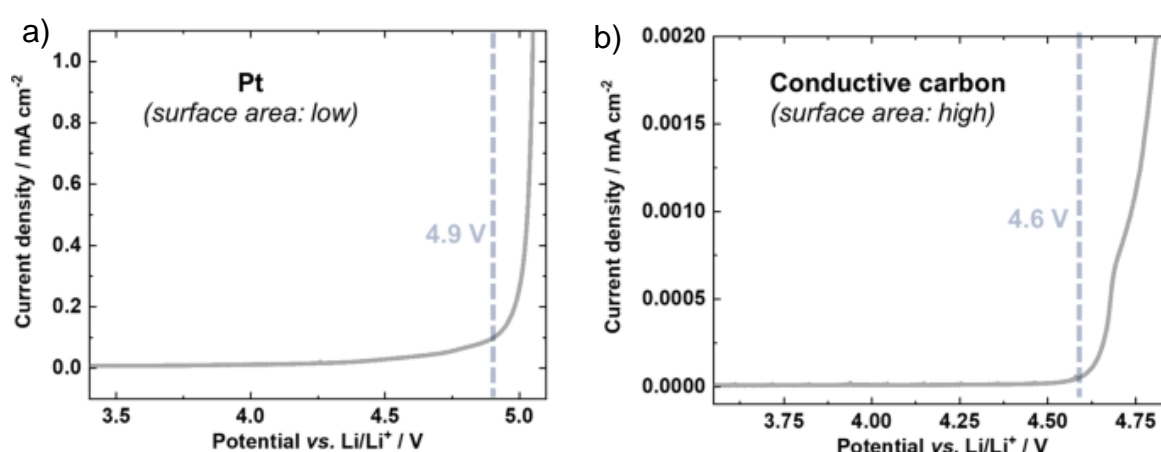 a)
Pt
(surface area: low)
4.9 V
Current density / mA cm⁻²
1.0
0.8
0.6
0.4
0.2
0.0
3.5
4.0
4.5
5.0
Potential vs. Li/Li⁺ / V
b)
Conductive carbon
(surface area: high)
4.6 V
Current density / mA cm⁻²
0.0020
0.0015
0.0010
0.0005
0.0000
3.75
4.00
4.25
4.50
4.75
Potential vs. Li/Li⁺ / V